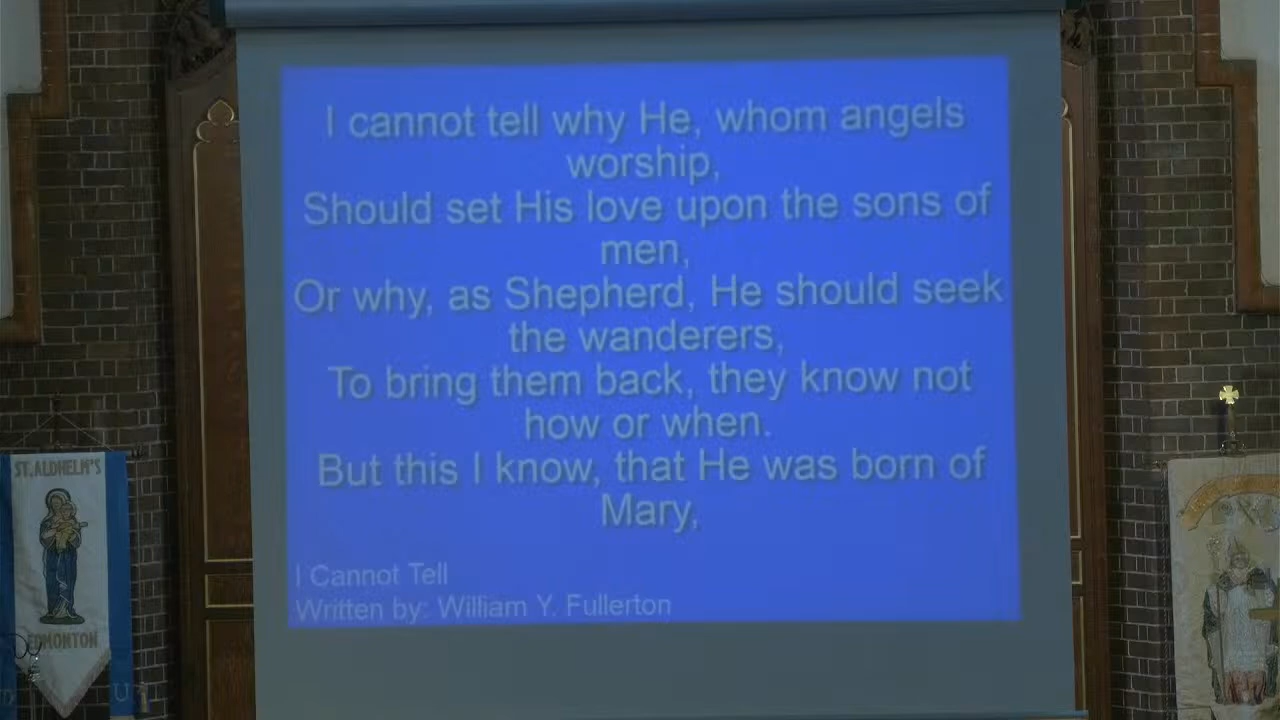 I cannot tell why He, whom angels
worship,
Should set His love upon the sons of
men,
Or why, as Shepherd, He should seek
the wanderers,
To bring them back, they know not
how or when.
But this I know, that He was born of
Mary,
I Cannot Tell
Written by: William Y. Fullerton
ST. ALDHELM'S
EDMONTON
U